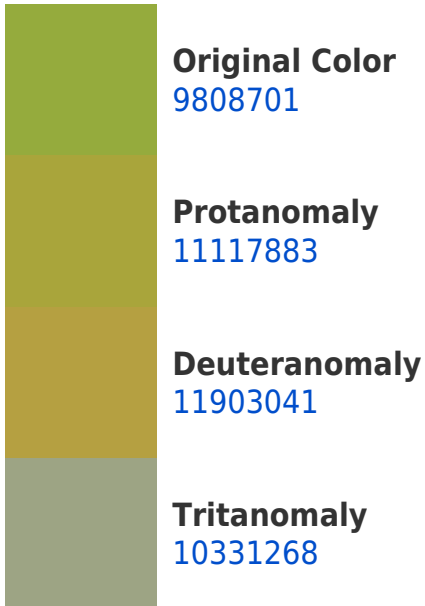 Original Color
9808701
Protanomaly
11117883
Deuteranomaly
11903041
Tritanomaly
10331268